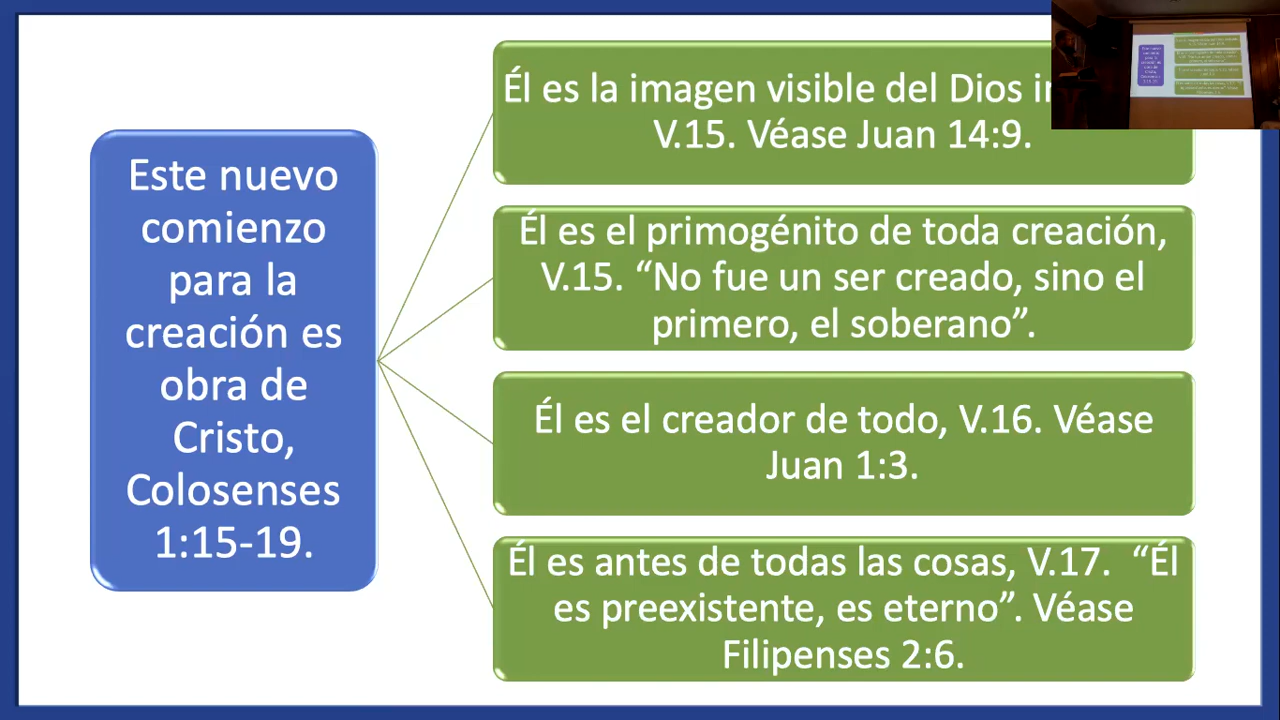 Este nuevo
comienzo
para la
creación es
obra de
Cristo,
Colosenses
1:15-19.
Él es la imagen visible del Dios
V.15. Véase Juan 14:9.
Él es el primogénito de toda creación,
V.15. “No fue un ser creado, sino el
primero, el soberano”.
Él es el creador de todo, V.16. Véase
Juan 1:3.
Él es antes de todas las cosas, V.17. “Él
es preexistente, es eterno”. Véase
Filipenses 2:6.